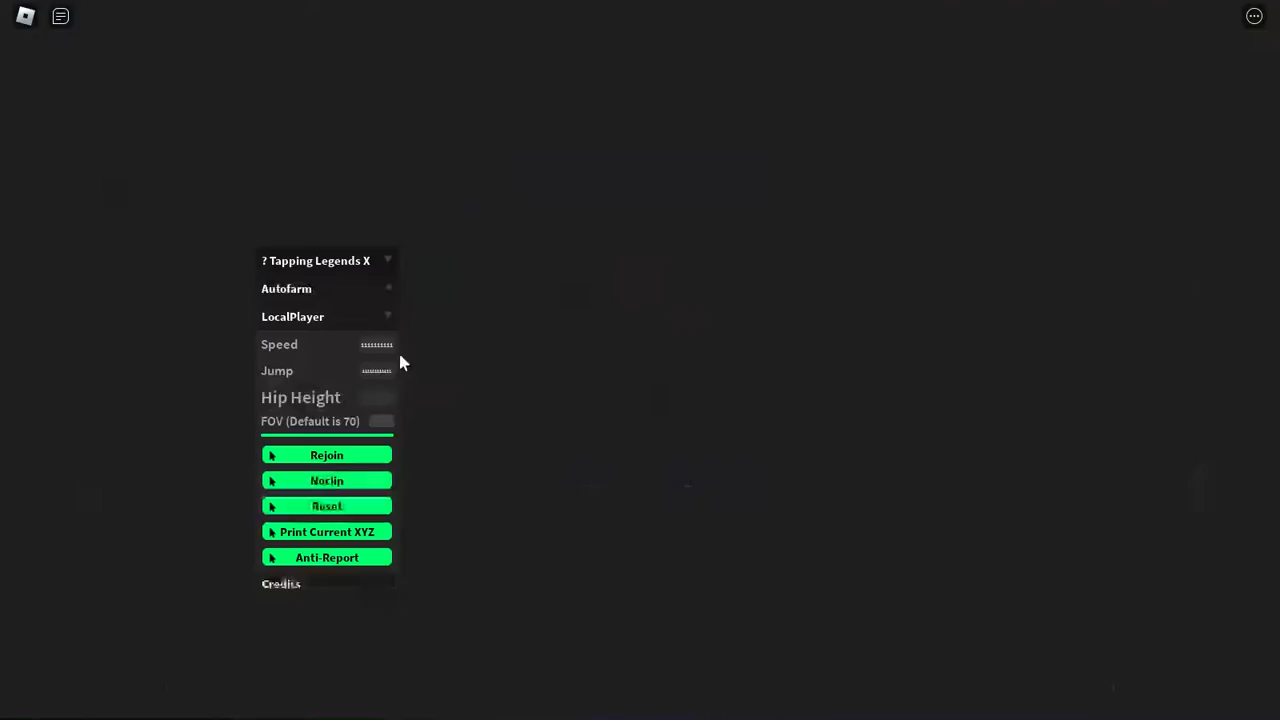 ? Tapping Legends X
Autofarm
LocalPlayer
Speed
Jump
Hip Height
FOV (Default is 70)
Rejoin
Noclip
Reset
Print Current XYZ
Anti-Report
Credits